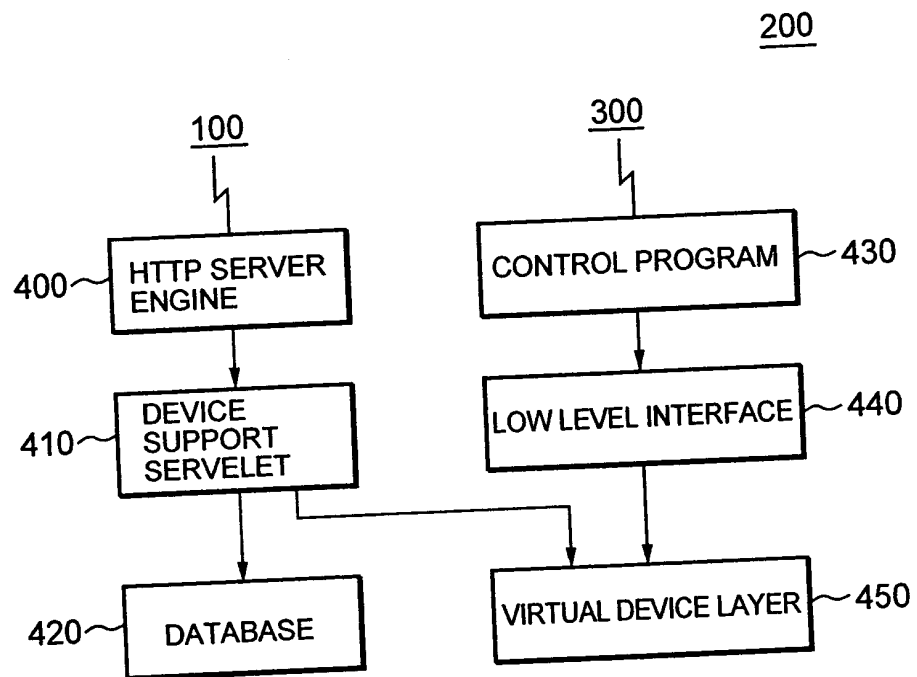 200
100
300
400
HTTP SERVER
ENGINE
CONTROL PROGRAM
430
410
DEVICE
SUPPORT
SERVELET
LOW LEVEL INTERFACE
440
420
DATABASE
VIRTUAL DEVICE LAYER
450